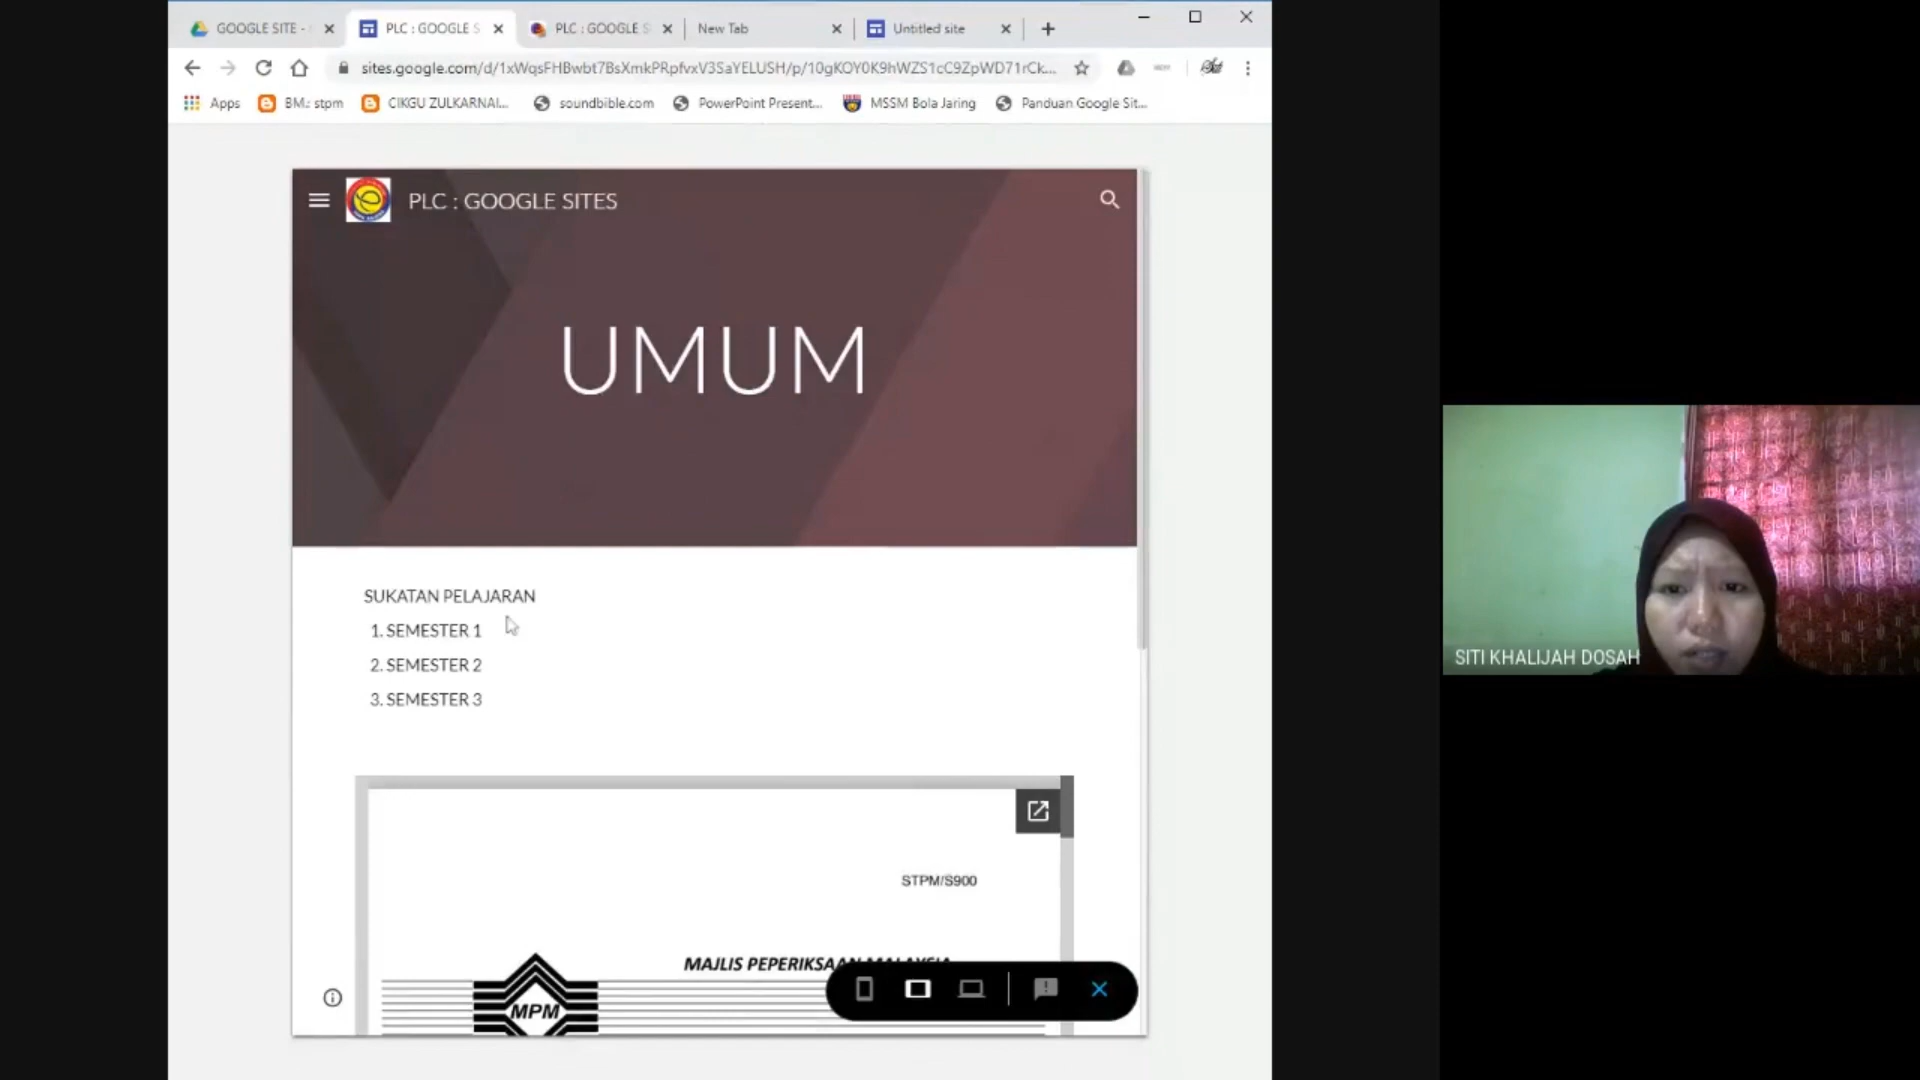 GOOGLE SITE -
PLC : GOOGLE S
PLC : GOOGLE S
New Tab
Untitled site
sites.google.com/d/1xWqsFHBwbt7BsXmkPRpfvxV3SaYELUSH/p/10gKOY0K9hWZS1cC9ZpWD71rCk...
Apps
BM.: stpm
CIKGU ZULKARNAI...
soundbible.com
PowerPoint Present...
MSSM Bola Jaring
Panduan Google Sit...
PLC : GOOGLE SITES
UMUM
SUKATAN PELAJARAN
1. SEMESTER 1
2. SEMESTER 2
3. SEMESTER 3
STPM/S900
MAJLIS PEPERIKSAAN MALAYSIA
MPM
SITI KHALIJAH DOSAH